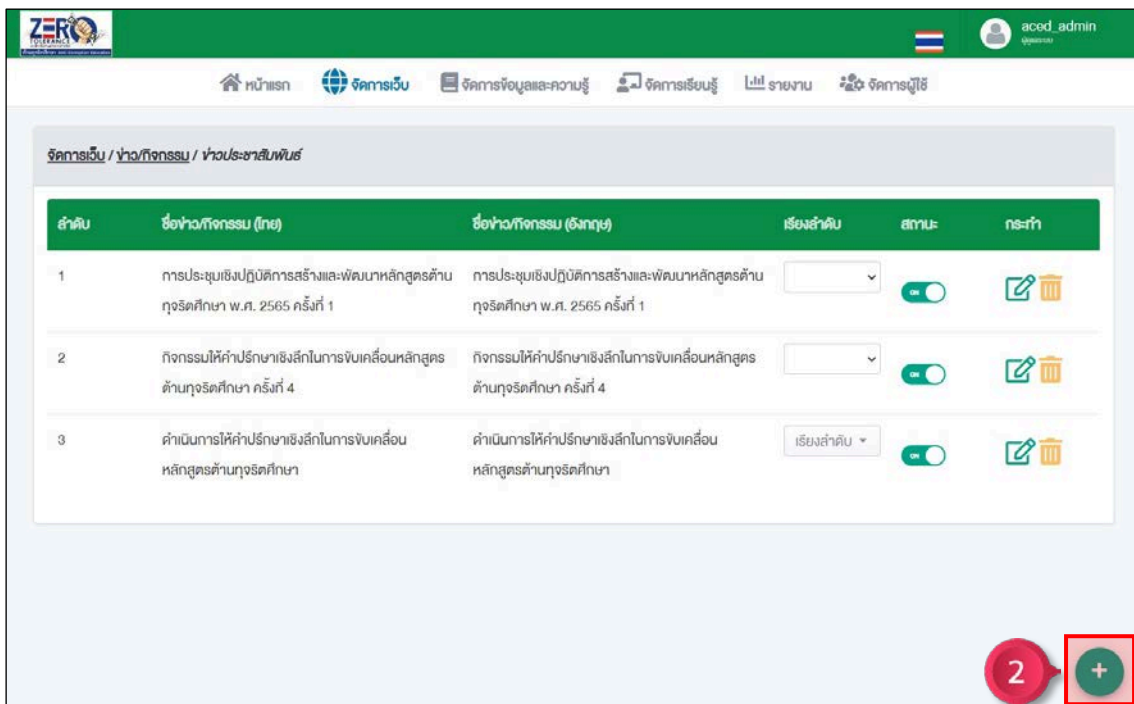 ZERO
TOLERANCE
aced_admin
ผู้ดูแลระบบ
หน้าแรก
จัดการเว็บ
จัดการข้อมูลและความรู้
จัดการเรียนรู้
รายงาน
จัดการผู้ใช้
จัดการเว็บ / ข่าว/กิจกรรม / ข่าวประชาสัมพันธ์
ลำดับ ชื่อข่าว/กิจกรรม (ไทย) ชื่อข่าว/กิจกรรม (อังกฤษ) เรียงลำดับ สถานะ กระทำ
1 การประชุมเชิงปฏิบัติการสร้างและพัฒนาหลักสูตรต้าน การประชุมเชิงปฏิบัติการสร้างและพัฒนาหลักสูตรต้าน
ทุจริตศึกษา พ.ศ. 2565 ครั้งที่ 1 ทุจริตศึกษา พ.ศ. 2565 ครั้งที่ 1
ON
2 กิจกรรมให้คำปรึกษาเชิงลึกในการขับเคลื่อนหลักสูตร กิจกรรมให้คำปรึกษาเชิงลึกในการขับเคลื่อนหลักสูตร
ต้านทุจริตศึกษา ครั้งที่ 4 ต้านทุจริตศึกษา ครั้งที่ 4
ON
3 ดำเนินการให้คำปรึกษาเชิงลึกในการขับเคลื่อน ดำเนินการให้คำปรึกษาเชิงลึกในการขับเคลื่อน เรียงลำดับ
หลักสูตรต้านทุจริตศึกษา หลักสูตรต้านทุจริตศึกษา
ON
2 +